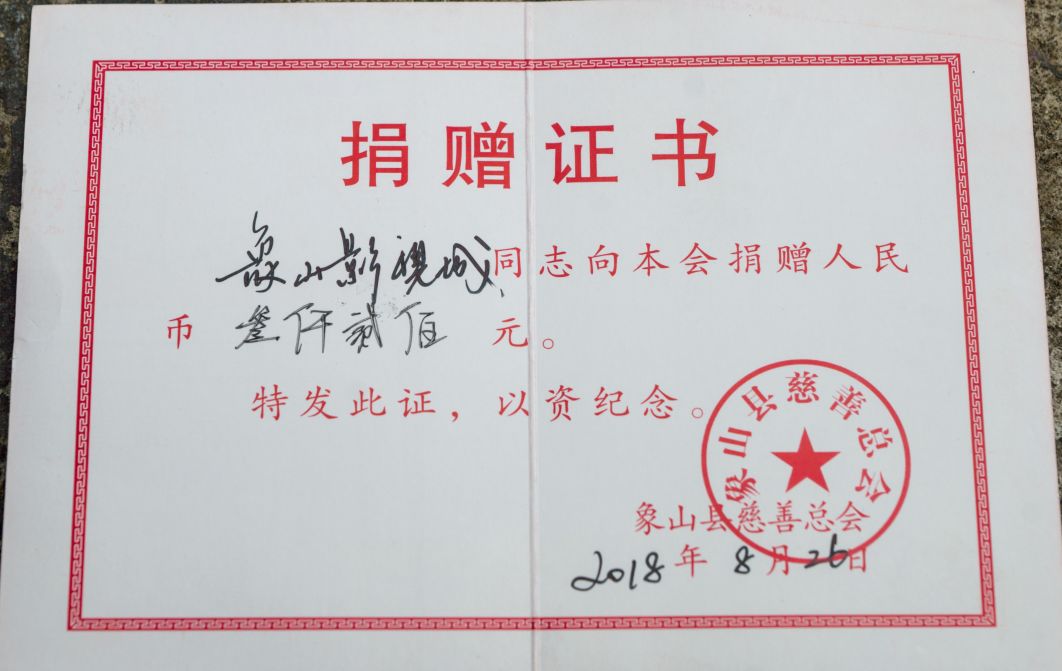 捐赠证书
象山影视城同志向本会捐赠人民
币 叁仟贰佰 元。
特发此证，以资纪念。
象山县慈善总会
象山县慈善总会
2018年8月26日